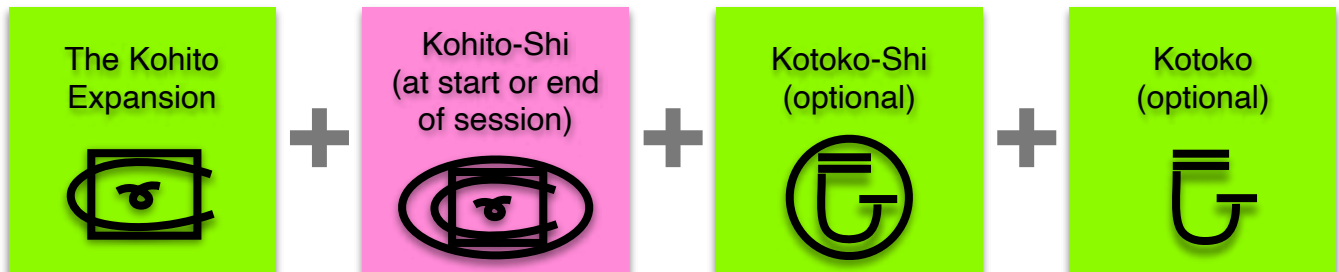 The Kohito
Expansion
Kohito-Shi
(at start or end
of session)
Kotoko-Shi
(optional)
Kotoko
(optional)